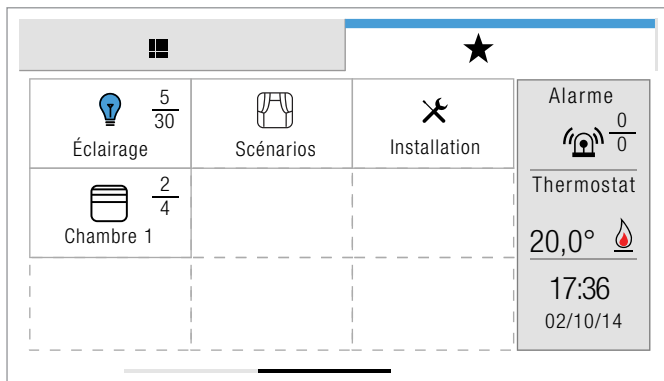 5
30
Éclairage
Scénarios
Installation
2
4
Chambre 1
Alarme
0
0
Thermostat
20,0°
17:36
02/10/14